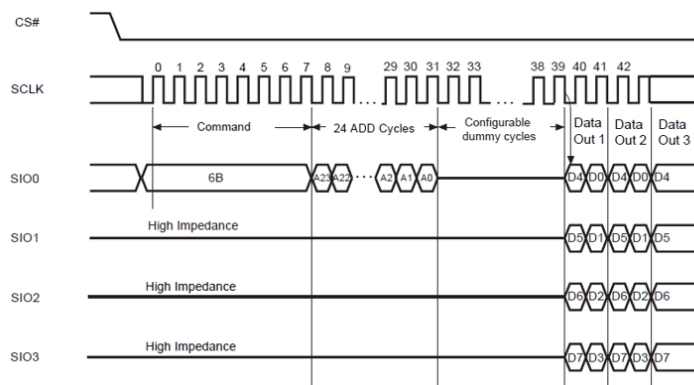 CS#
0 1 2 3 4 5 6 7 8 9 29 30 31 32 33 38 39 40 41 42
SCLK
Command 24 ADD Cycles Configurable dummy cycles Data Out 1 Data Out 2 Data Out 3
SIO0 6B A23 A22 A2 A1 A0 D4 D0 D4 D0 D4
High Impedance
SIO1 D5 D1 D5 D1 D5
High Impedance
SIO2 D6 D2 D6 D2 D6
High Impedance
SIO3 D7 D3 D7 D3 D7